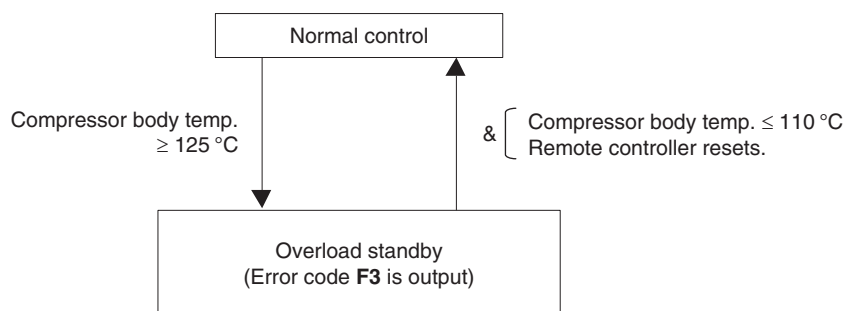 Normal control
Compressor body temp.
≥ 125 °C
& Compressor body temp. ≤ 110 °C
Remote controller resets.
Overload standby
(Error code F3 is output)